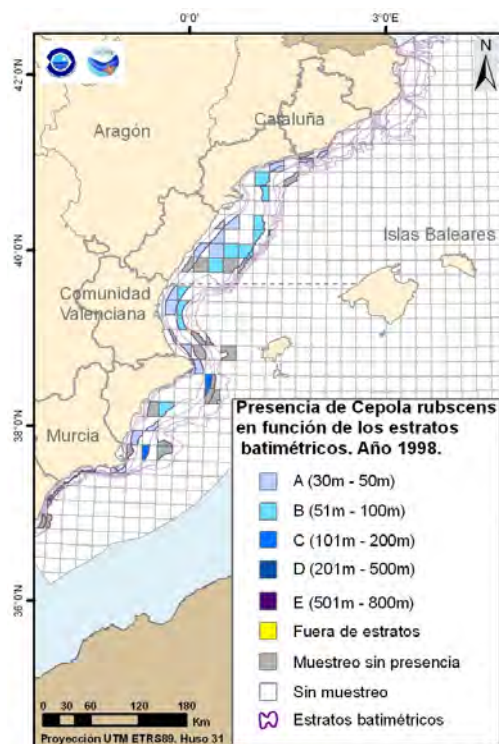 0°0'
3°0'E
N
42°0'N
Cataluña
Aragón
40°0'N
Islas Baleares
Comunidad
Valenciana
38°0'N
Murcia
36°0'N
Presencia de Cepola rubscens
en función de los estratos
batimétricos. Año 1998.
A (30m - 50m)
B (51m - 100m)
C (101m - 200m)
D (201m - 500m)
E (501m - 800m)
Fuera de estratos
Muestreo sin presencia
Sin muestreo
Estratos batimétricos
0 30 60 120 180
Km
Proyección UTM ETRS89. Huso 31